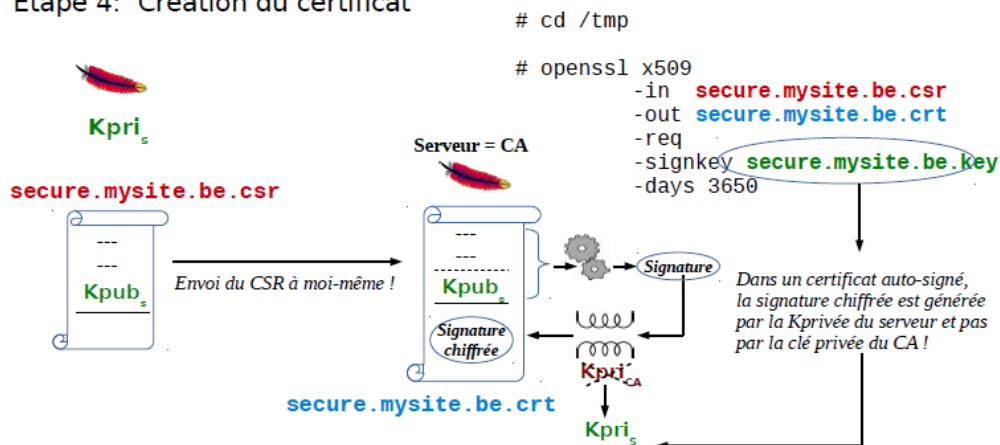 Etape 4: Création du certificat
# cd /tmp
# openssl x509
-in secure.mysite.be.csr
-out secure.mysite.be.crt
-req
-signkey secure.mysite.be.key
-days 3650
Kpris
Serveur = CA
secure.mysite.be.csr
---
---
Kpubs
Envoi du CSR à moi-même !
---
---
Kpubs
Signature
chiffrée
Signature
KpriCA
Kpris
secure.mysite.be.crt
Dans un certificat auto-signé,
la signature chiffrée est générée
par la Kprivée du serveur et pas
par la clé privée du CA !